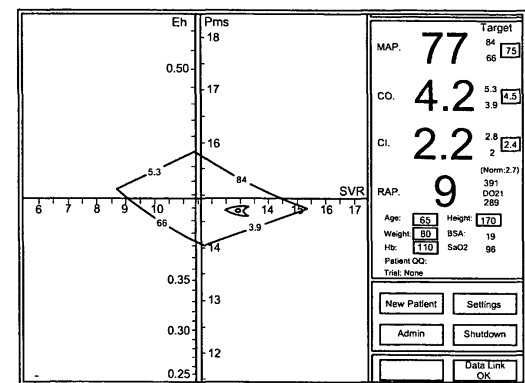 Eh Pms
18
0.50
17
16
5.3
84
SVR
6 7 8 9 11 14 15 17
66
3.9
14
0.35
13
0.30
12
0.25
Target
MAP. 77 84 66 75
CO. 4.2 5.3 3.9 4.5
CI. 2.2 2.8 2 2.4
(Norm:2.7)
RAP. 9 391 DO21 289
Age: 65 Height: 170
Weight: 80 BSA: 19
Hb: 110 SaO2 96
Patient QQ:
Trial: None
New Patient Settings
Admin Shutdown
Data Link
OK